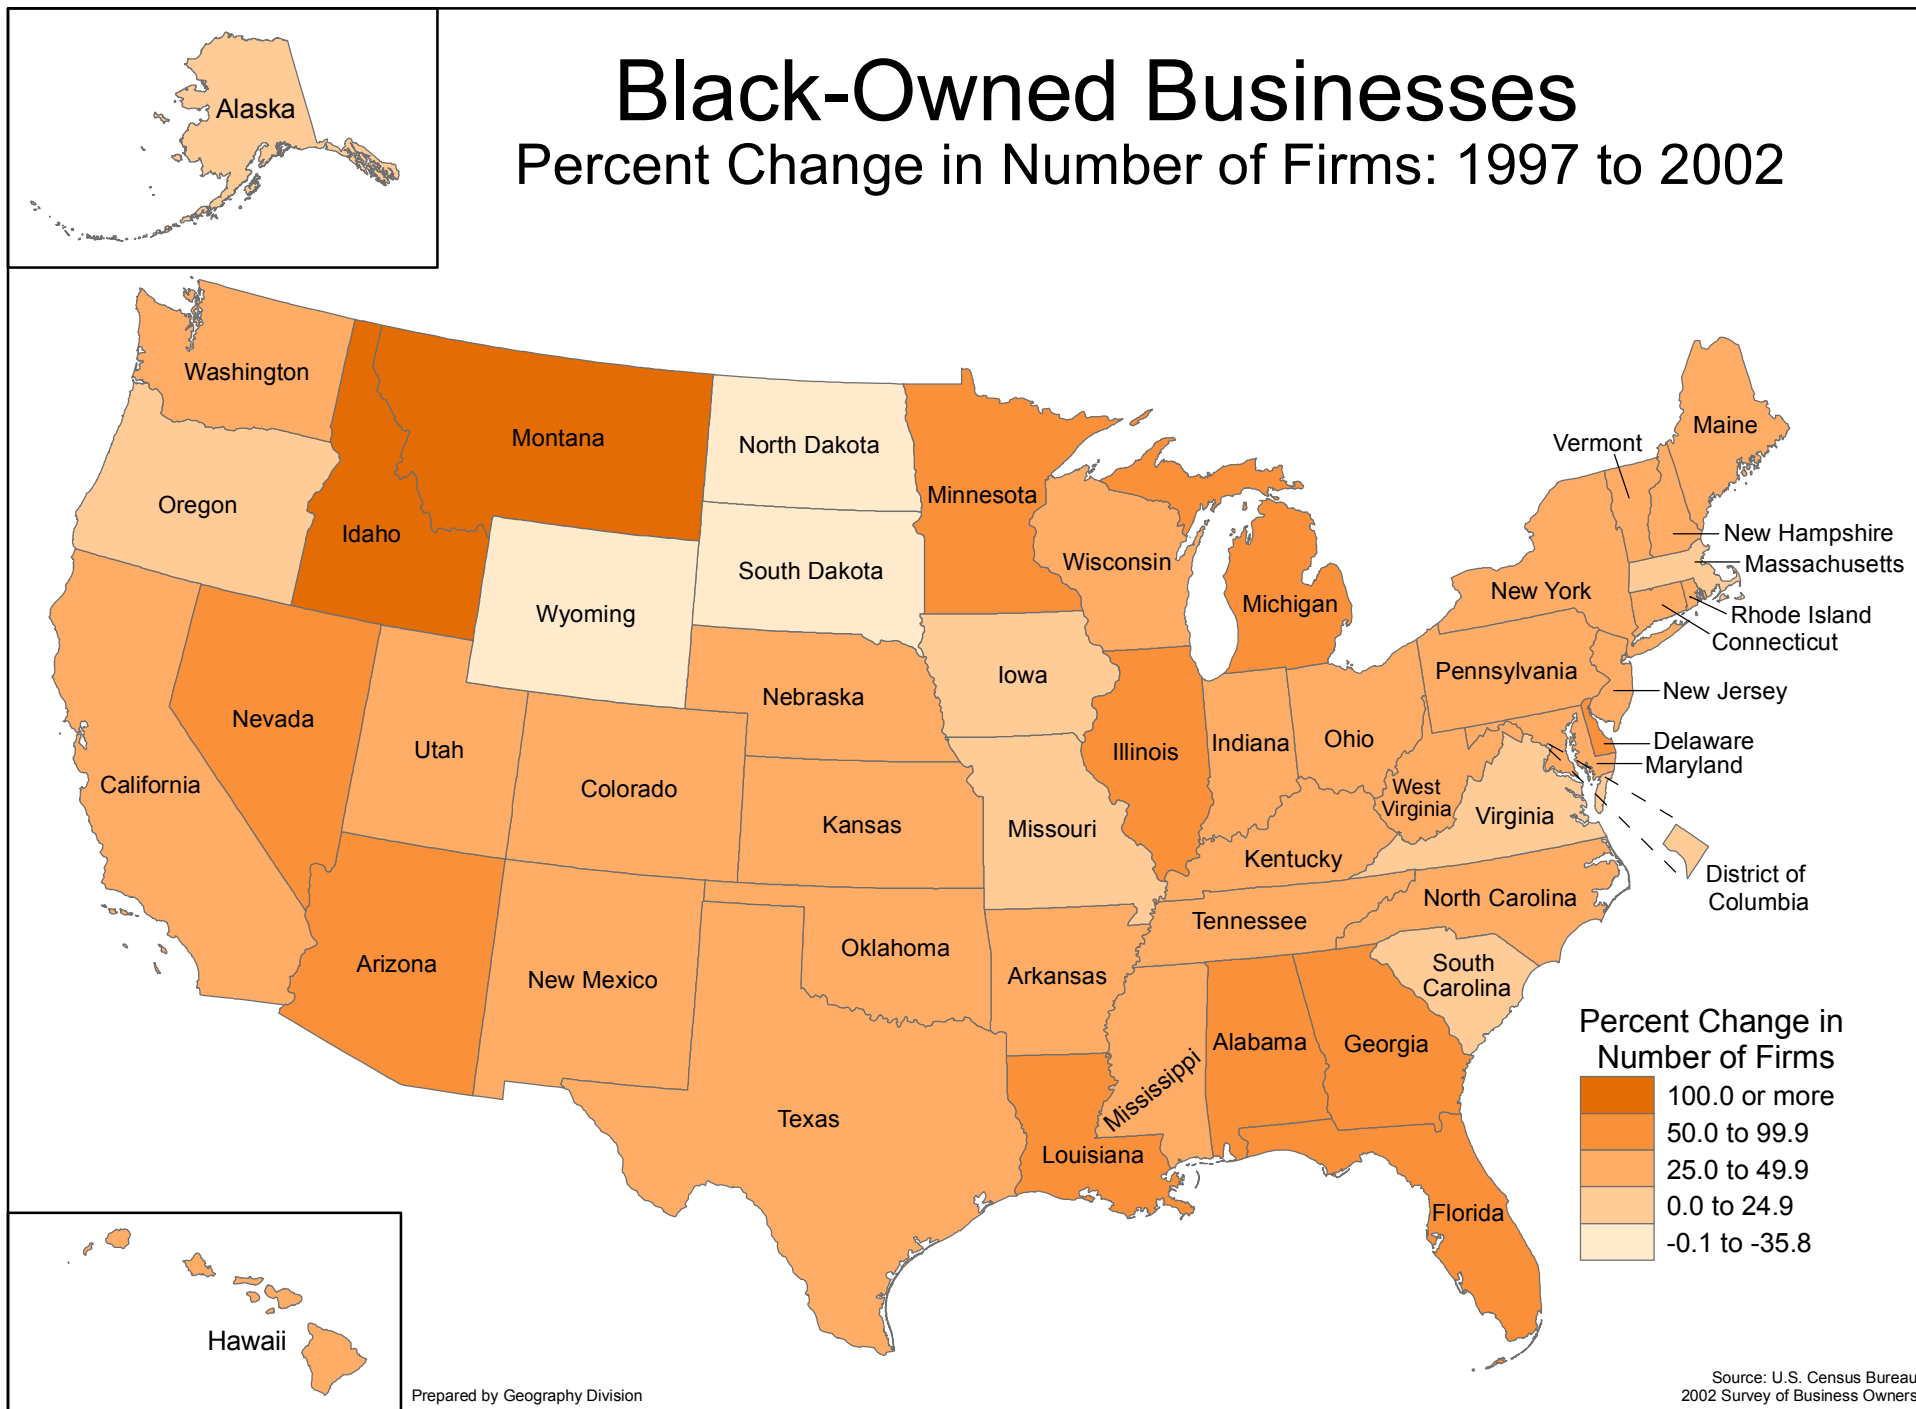 Black-Owned Businesses
Percent Change in Number of Firms: 1997 to 2002
Alaska
Washington
Montana
North Dakota
Minnesota
Vermont
Maine
Oregon
Idaho
New Hampshire
Massachusetts
Wisconsin
South Dakota
Wyoming
Michigan
New York
Rhode Island
Connecticut
Iowa
Pennsylvania
New Jersey
Nebraska
Nevada
Utah
Illinois
Indiana
Ohio
Delaware
Maryland
California
Colorado
Kansas
Missouri
West
Virginia
Virginia
Kentucky
District of
Columbia
North Carolina
Tennessee
Oklahoma
Arizona
New Mexico
Arkansas
South
Carolina
Alabama
Georgia
Mississippi
Texas
Louisiana
Florida
Percent Change in
Number of Firms
100.0 or more
50.0 to 99.9
25.0 to 49.9
0.0 to 24.9
-0.1 to -35.8
Hawaii
Prepared by Geography Division
Source: U.S. Census Bureau
2002 Survey of Business Owners